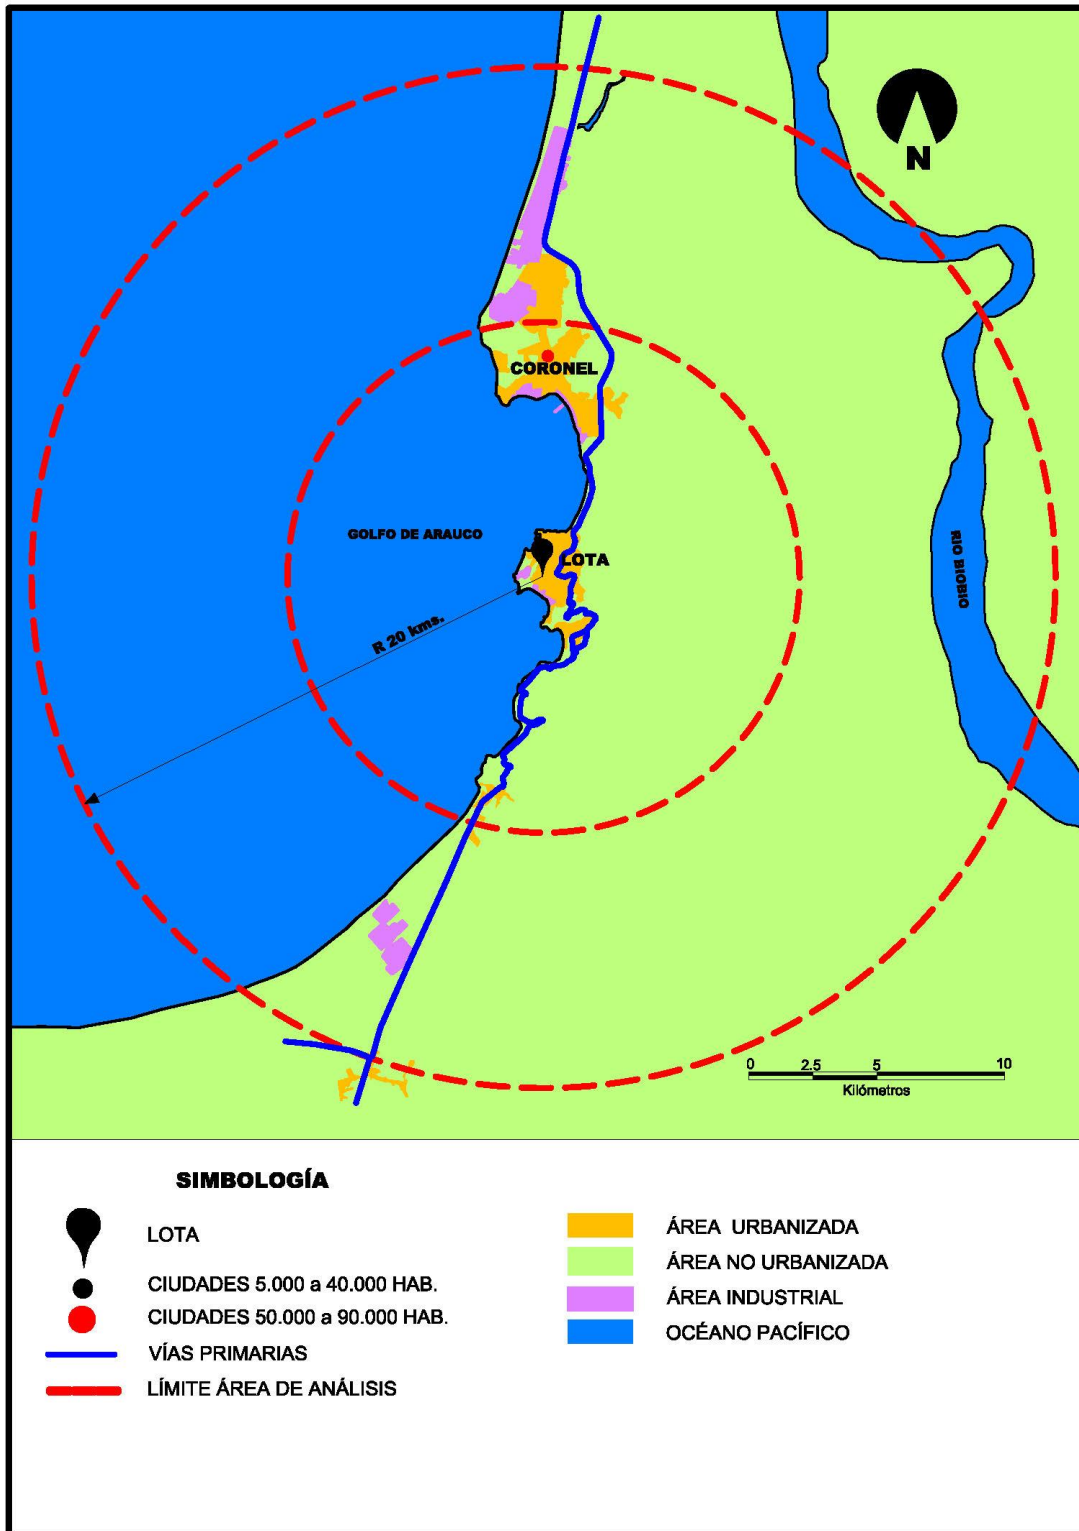 N
CORONEL
GOLFO DE ARAUCO
LOTA
RIO BIOBIO
R 20 kms.
0 2.5 5 10
Kilómetros
SIMBOLOGÍA
LOTA
CIUDADES 5.000 a 40.000 HAB.
CIUDADES 50.000 a 90.000 HAB.
VÍAS PRIMARIAS
LÍMITE ÁREA DE ANÁLISIS
ÁREA URBANIZADA
ÁREA NO URBANIZADA
ÁREA INDUSTRIAL
OCÉANO PACÍFICO